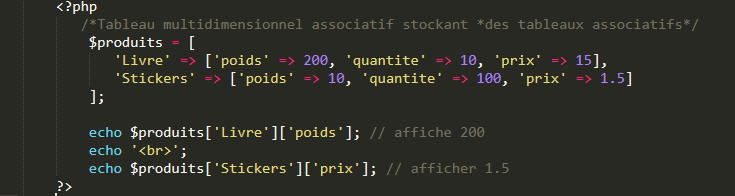 <?php
/*Tableau multidimensionnel associatif stockant *des tableaux associatifs*/
$produits = [
'Livre' => ['poids' => 200, 'quantite' => 10, 'prix' => 15],
'Stickers' => ['poids' => 10, 'quantite' => 100, 'prix' => 1.5]
];
echo $produits['Livre']['poids']; // affiche 200
echo '<br>';
echo $produits['Stickers']['prix']; // afficher 1.5
?>